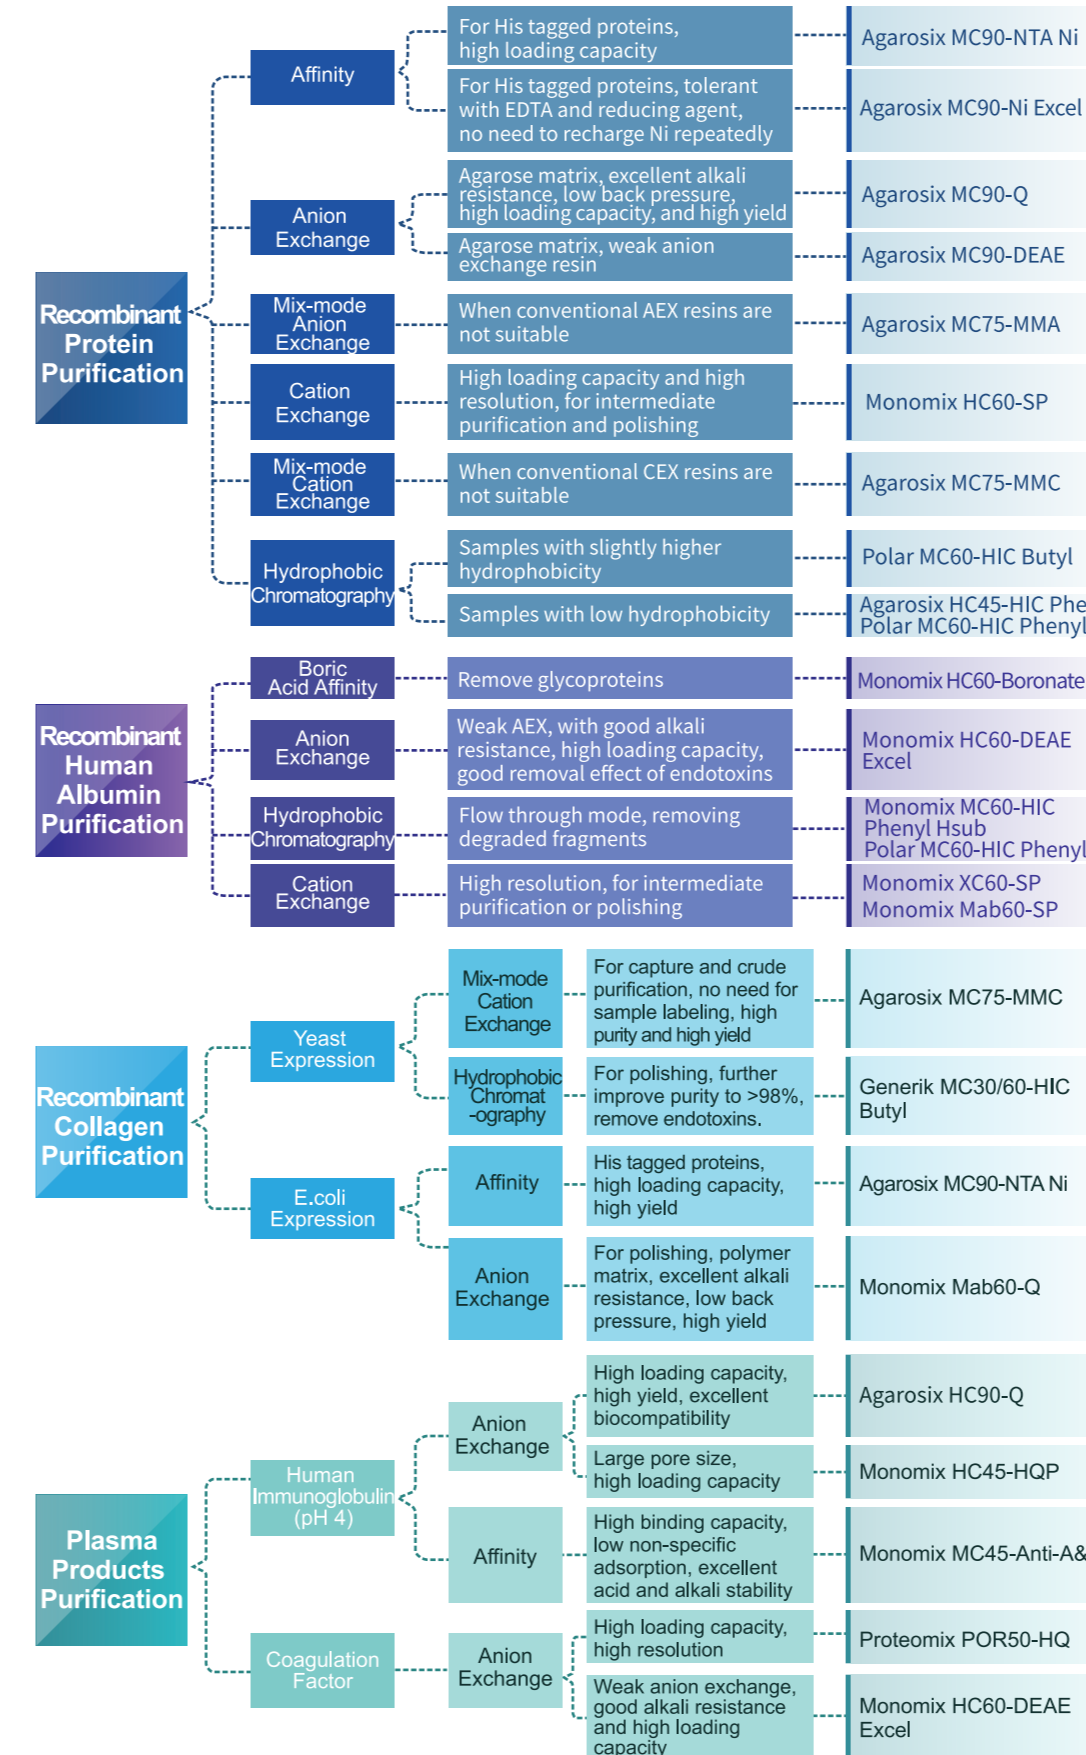 Recombinant
Protein
Purification
Affinity
For His tagged proteins,
high loading capacity
Agarosix MC90-NTA Ni
For His tagged proteins, tolerant
with EDTA and reducing agent,
no need to recharge Ni repeatedly
Agarosix MC90-Ni Excel
Anion
Exchange
Agarose matrix, excellent alkali
resistance, low back pressure,
high loading capacity, and high yield
Agarosix MC90-Q
Agarose matrix, weak anion
exchange resin
Agarosix MC90-DEAE
Mix-mode
Anion
Exchange
When conventional AEX resins are
not suitable
Agarosix MC75-MMA
Cation
Exchange
High loading capacity and high
resolution, for intermediate
purification and polishing
Monomix HC60-SP
Mix-mode
Cation
Exchange
When conventional CEX resins are
not suitable
Agarosix MC75-MMC
Hydrophobic
Chromatography
Samples with slightly higher
hydrophobicity
Polar MC60-HIC Butyl
Samples with low hydrophobicity
Agarosix HC45-HIC Phe
Polar MC60-HIC Phenyl
Recombinant
Human
Albumin
Purification
Boric
Acid Affinity
Remove glycoproteins
Monomix HC60-Boronate
Anion
Exchange
Weak AEX, with good alkali
resistance, high loading capacity,
good removal effect of endotoxins
Monomix HC60-DEAE
Excel
Hydrophobic
Chromatography
Flow through mode, removing
degraded fragments
Monomix MC60-HIC
Phenyl Hsub
Polar MC60-HIC Phenyl
Cation
Exchange
High resolution, for intermediate
purification or polishing
Monomix XC60-SP
Monomix Mab60-SP
Recombinant
Collagen
Purification
Yeast
Expression
Mix-mode
Cation
Exchange
For capture and crude
purification, no need for
sample labeling, high
purity and high yield
Agarosix MC75-MMC
Hydrophobic
Chromat
-ography
For polishing, further
improve purity to >98%,
remove endotoxins.
Generik MC30/60-HIC
Butyl
E.coli
Expression
Affinity
His tagged proteins,
high loading capacity,
high yield
Agarosix MC90-NTA Ni
Anion
Exchange
For polishing, polymer
matrix, excellent alkali
resistance, low back
pressure, high yield
Monomix Mab60-Q
Plasma
Products
Purification
Human
Immunoglobulin
(pH 4)
Anion
Exchange
High loading capacity,
high yield, excellent
biocompatibility
Agarosix HC90-Q
Large pore size,
high loading capacity
Monomix HC45-HQP
Affinity
High binding capacity,
low non-specific
adsorption, excellent
acid and alkali stability
Monomix MC45-Anti-A&
Coagulation
Factor
Anion
Exchange
High loading capacity,
high resolution
Proteomix POR50-HQ
Weak anion exchange,
good alkali resistance
and high loading
capacity
Monomix HC60-DEAE
Excel